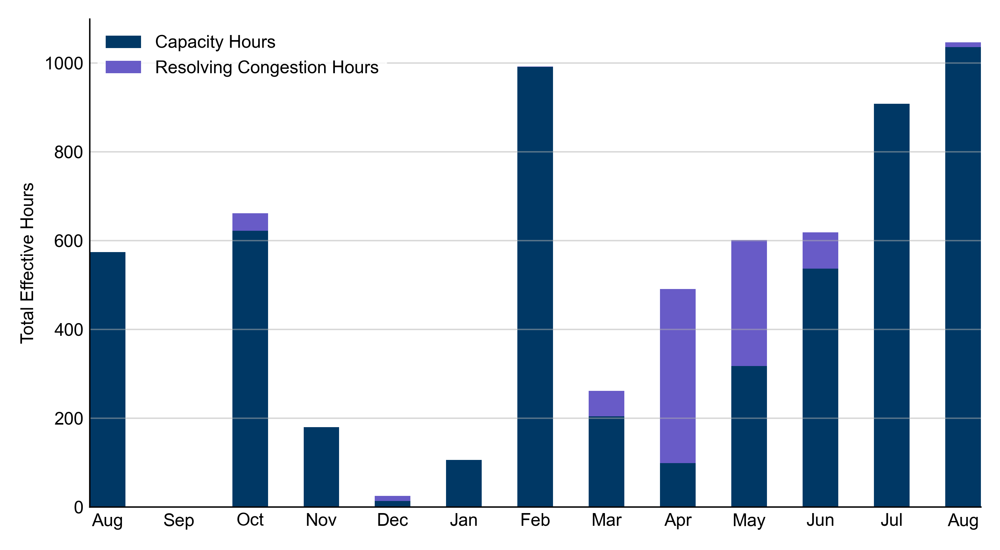 Capacity Hours
Resolving Congestion Hours
Total Effective Hours
1000
800
600
400
200
0
Aug Sep Oct Nov Dec Jan Feb Mar Apr May Jun Jul Aug